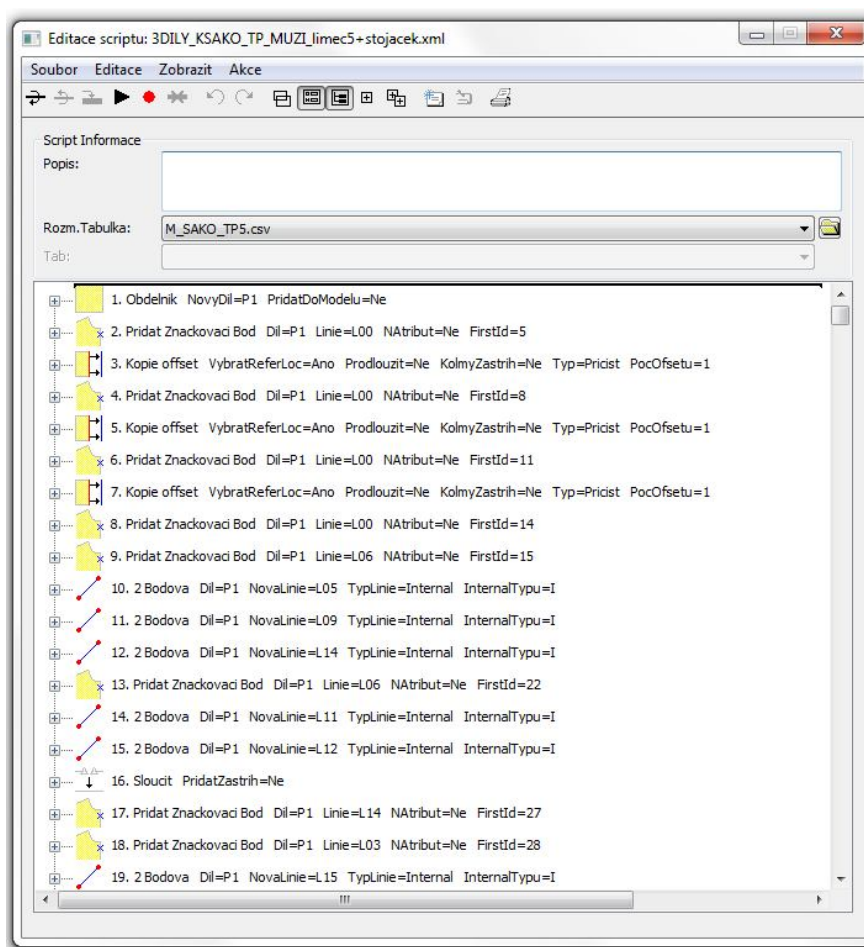 Editace scriptu: 3DILY_KSAKO_TP_MUZI_limec5+stojacek.xml
Soubor Editace Zobrazit Akce
Script Informace
Popis:
Rozm.Tabulka: M_SAKO_TP5.csv
Tab:
1. Obdelnik NovyDil=P1 PridatDoModelu=Ne
2. Pridat Znackovaci Bod Dil=P1 Linie=L00 NAtribut=Ne FirstId=5
3. Kopie offset VybratReferLoc=Ano Prodlouzit=Ne KolmyZastrih=Ne Typ=Pricist PocOfsetu=1
4. Pridat Znackovaci Bod Dil=P1 Linie=L00 NAtribut=Ne FirstId=8
5. Kopie offset VybratReferLoc=Ano Prodlouzit=Ne KolmyZastrih=Ne Typ=Pricist PocOfsetu=1
6. Pridat Znackovaci Bod Dil=P1 Linie=L00 NAtribut=Ne FirstId=11
7. Kopie offset VybratReferLoc=Ano Prodlouzit=Ne KolmyZastrih=Ne Typ=Pricist PocOfsetu=1
8. Pridat Znackovaci Bod Dil=P1 Linie=L00 NAtribut=Ne FirstId=14
9. Pridat Znackovaci Bod Dil=P1 Linie=L06 NAtribut=Ne FirstId=15
10. 2 Bodova Dil=P1 NovaLinie=L05 TypLinie=Internal InternalTypu=I
11. 2 Bodova Dil=P1 NovaLinie=L09 TypLinie=Internal InternalTypu=I
12. 2 Bodova Dil=P1 NovaLinie=L14 TypLinie=Internal InternalTypu=I
13. Pridat Znackovaci Bod Dil=P1 Linie=L06 NAtribut=Ne FirstId=22
14. 2 Bodova Dil=P1 NovaLinie=L11 TypLinie=Internal InternalTypu=I
15. 2 Bodova Dil=P1 NovaLinie=L12 TypLinie=Internal InternalTypu=I
16. Sloucit PridatZastrih=Ne
17. Pridat Znackovaci Bod Dil=P1 Linie=L14 NAtribut=Ne FirstId=27
18. Pridat Znackovaci Bod Dil=P1 Linie=L03 NAtribut=Ne FirstId=28
19. 2 Bodova Dil=P1 NovaLinie=L15 TypLinie=Internal InternalTypu=I